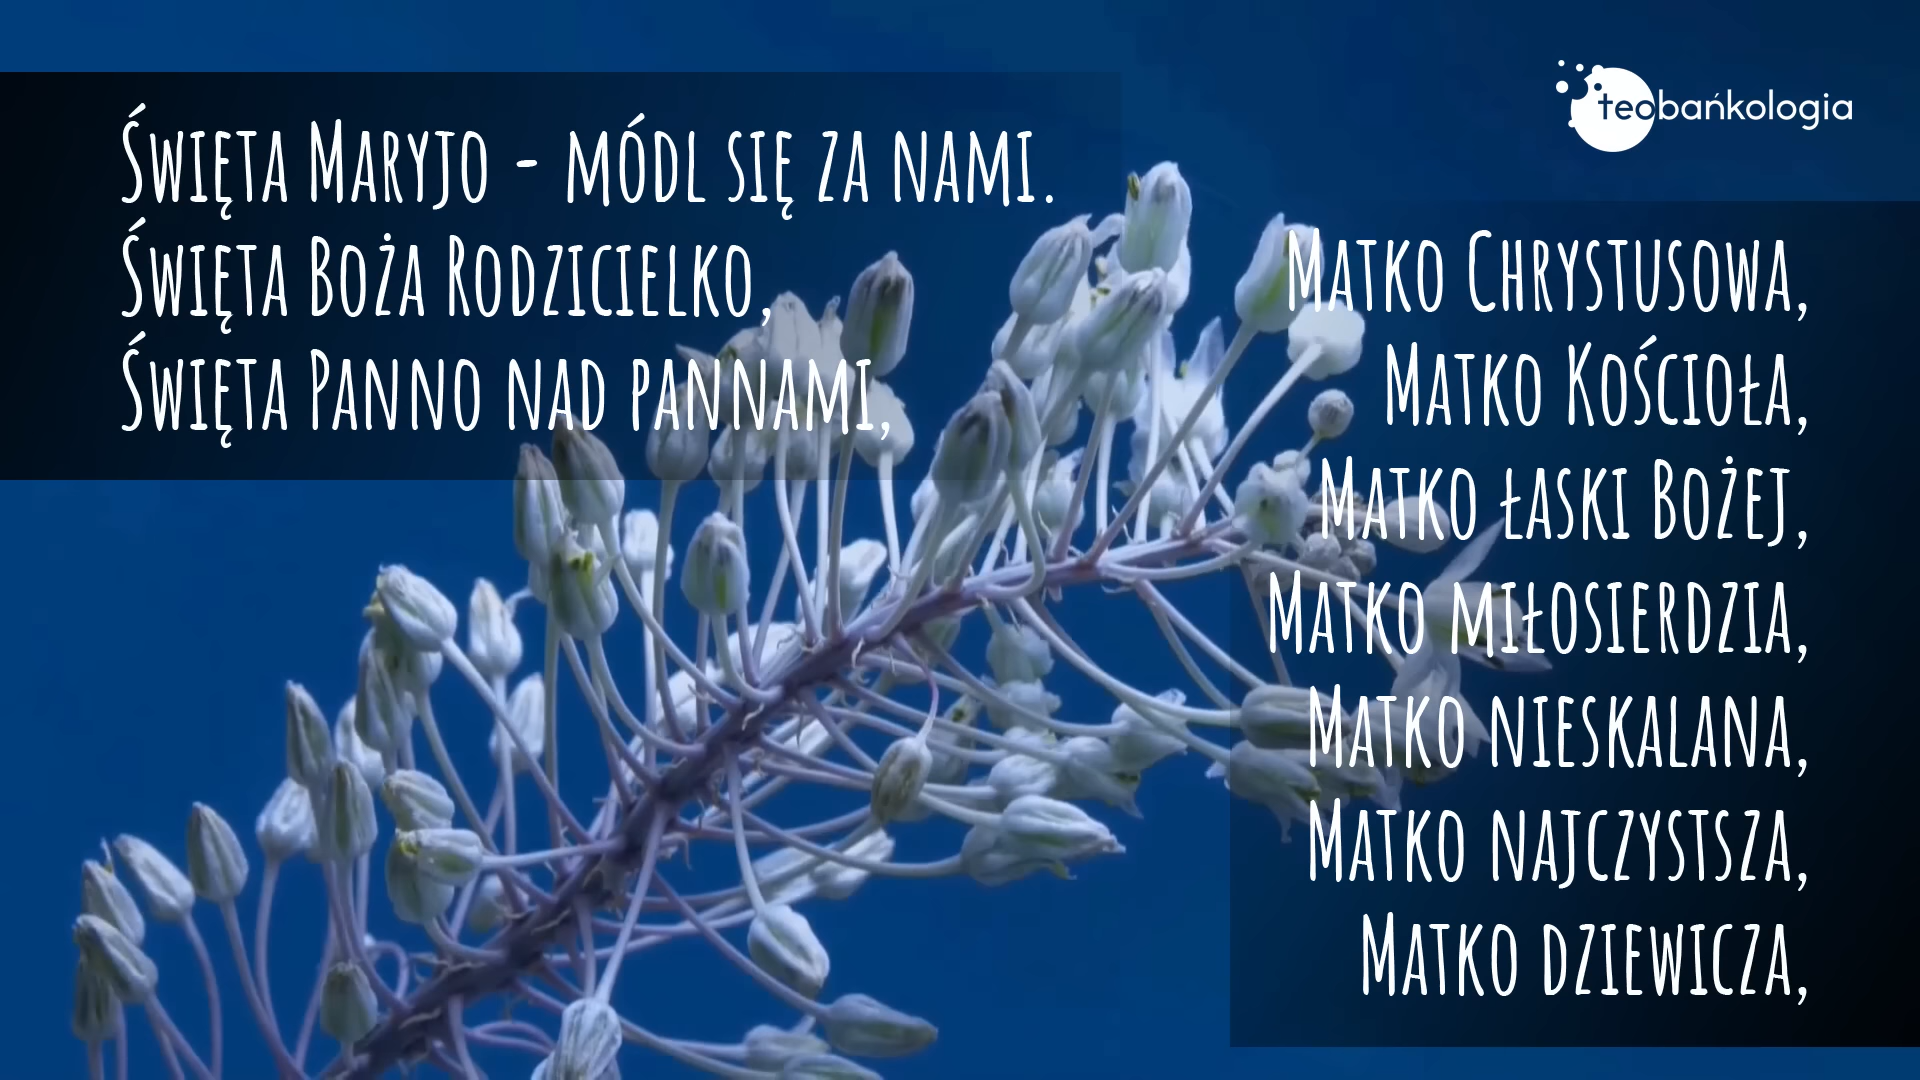 teobańkologia
Święta Maryjo - módl się za nami.
Święta Boża Rodzicielko,
Święta Panno nad pannami,
Matko Chrystusowa,
Matko Kościoła,
Matko łaski Bożej,
Matko miłosierdzia,
Matko nieskalana,
Matko najczystsza,
Matko dziewicza,